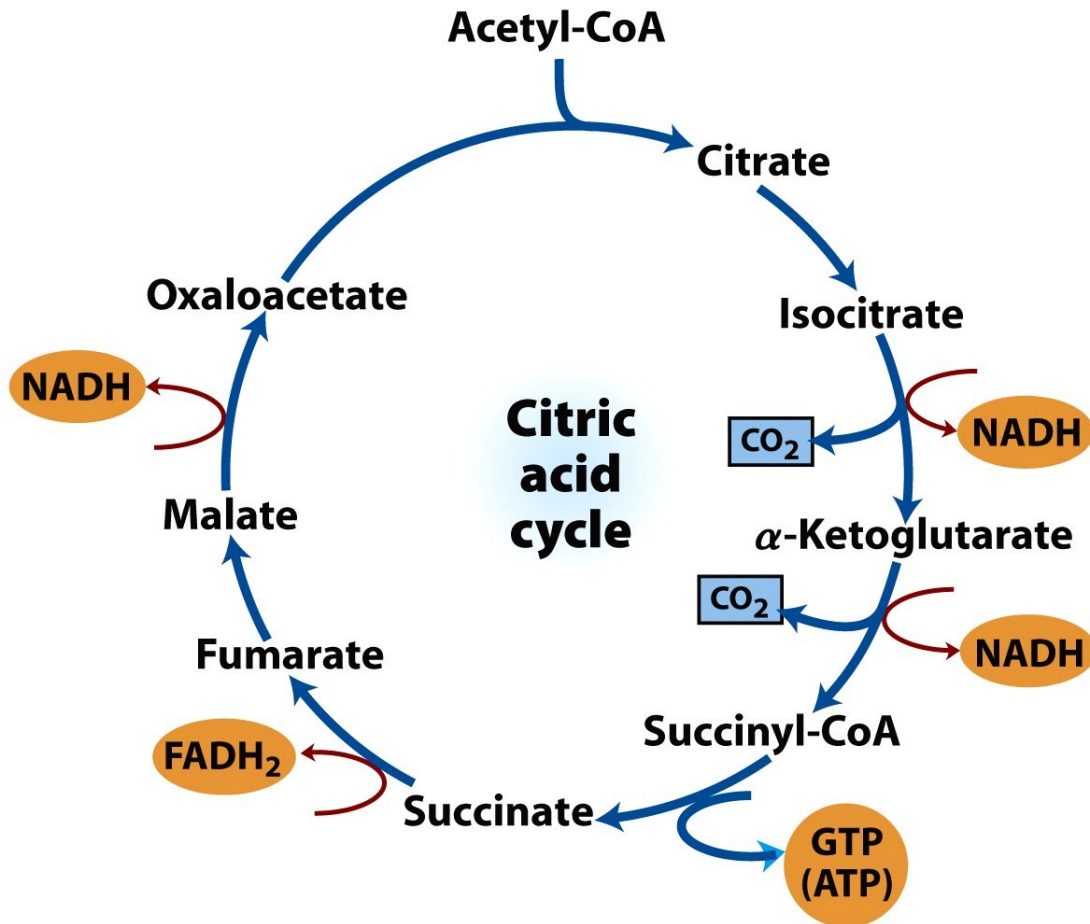 Acetyl-CoA
Citrate
Oxaloacetate
Isocitrate
NADH
Citric
acid
cycle
CO₂
NADH
Malate
α-Ketoglutarate
CO₂
Fumarate
NADH
Succinyl-CoA
FADH₂
Succinate
GTP
(ATP)